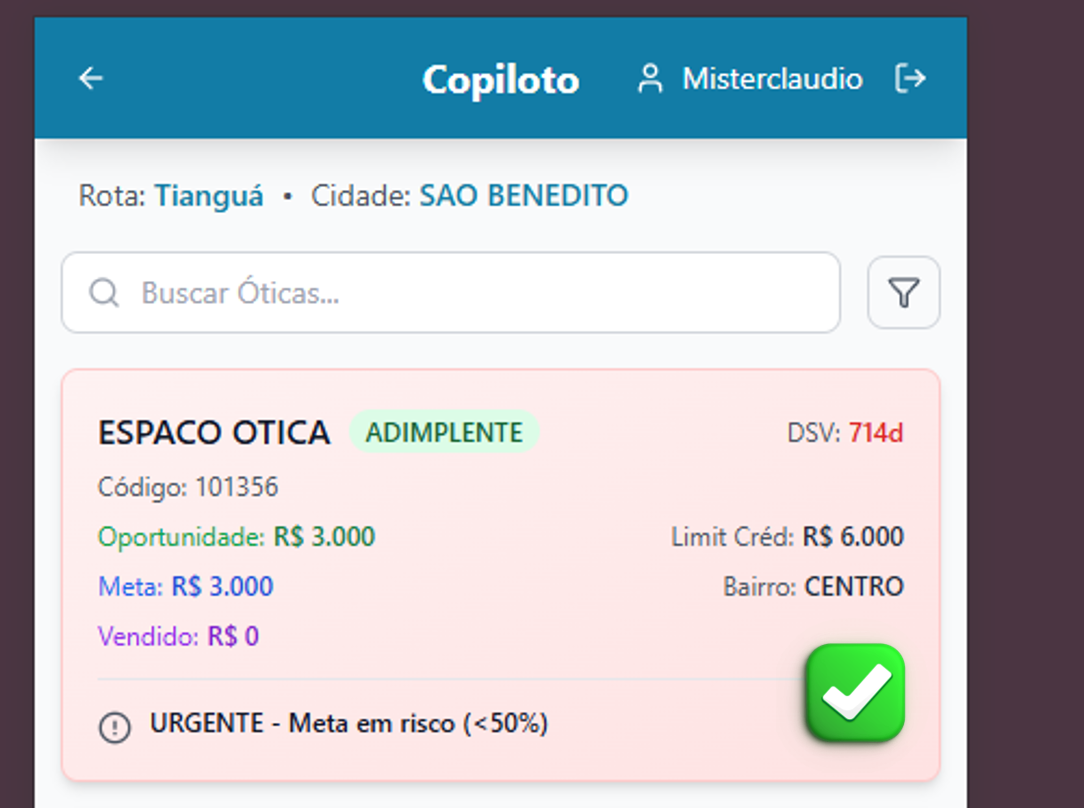 Copiloto Misterclaudio
Rota: Tianguá • Cidade: SAO BENEDITO
Buscar Óticas...
ESPACO OTICA ADIMPLENTE DSV: 714d
Código: 101356
Oportunidade: R$ 3.000 Limit Créd: R$ 6.000
Meta: R$ 3.000 Bairro: CENTRO
Vendido: R$ 0
URGENTE - Meta em risco (<50%)